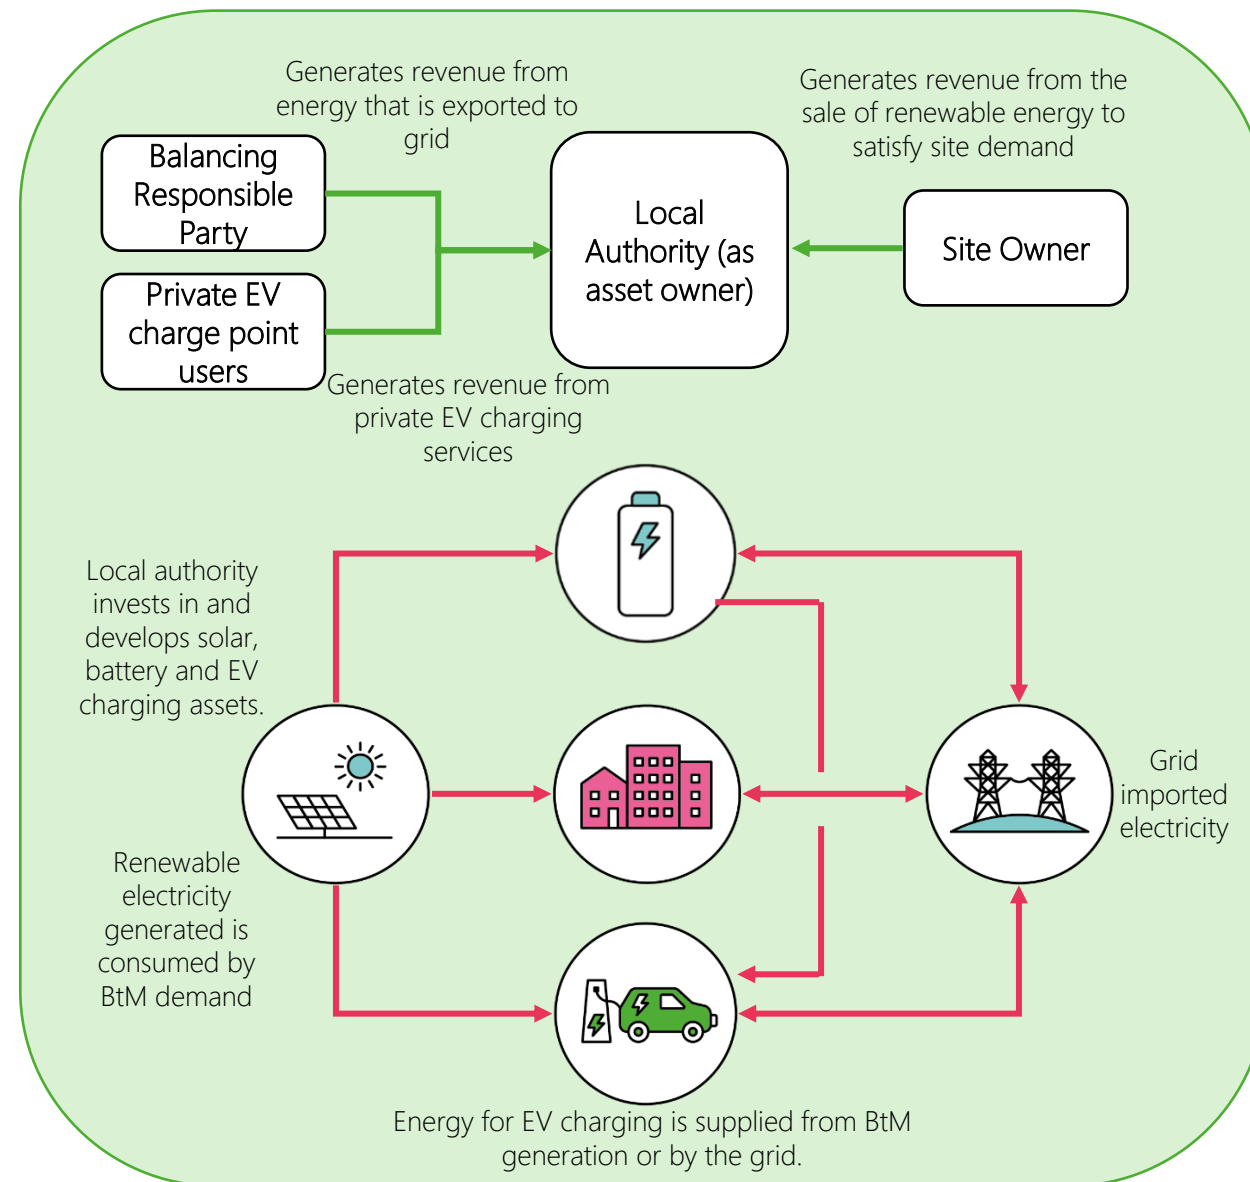 Generates revenue from
energy that is exported to
grid
Generates revenue from the
sale of renewable energy to
satisfy site demand
Balancing
Responsible
Party
Local
Authority (as
asset owner)
Site Owner
Private EV
charge point
users
Generates revenue from
private EV charging
services
Local authority
invests in and
develops solar,
battery and EV
charging assets.
Grid
imported
electricity
Renewable
electricity
generated is
consumed by
BtM demand
Energy for EV charging is supplied from BtM
generation or by the grid.